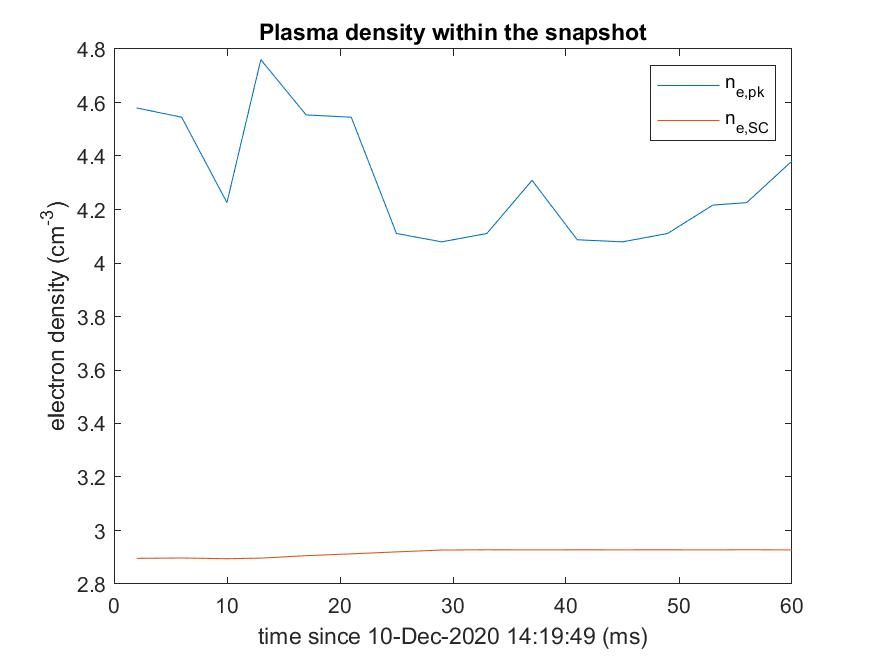 Plasma density within the snapshot
n_e,pk
n_e,SC
electron density (cm^-3)
4.8
4.6
4.4
4.2
4
3.8
3.6
3.4
3.2
3
2.8
0 10 20 30 40 50 60
time since 10-Dec-2020 14:19:49 (ms)